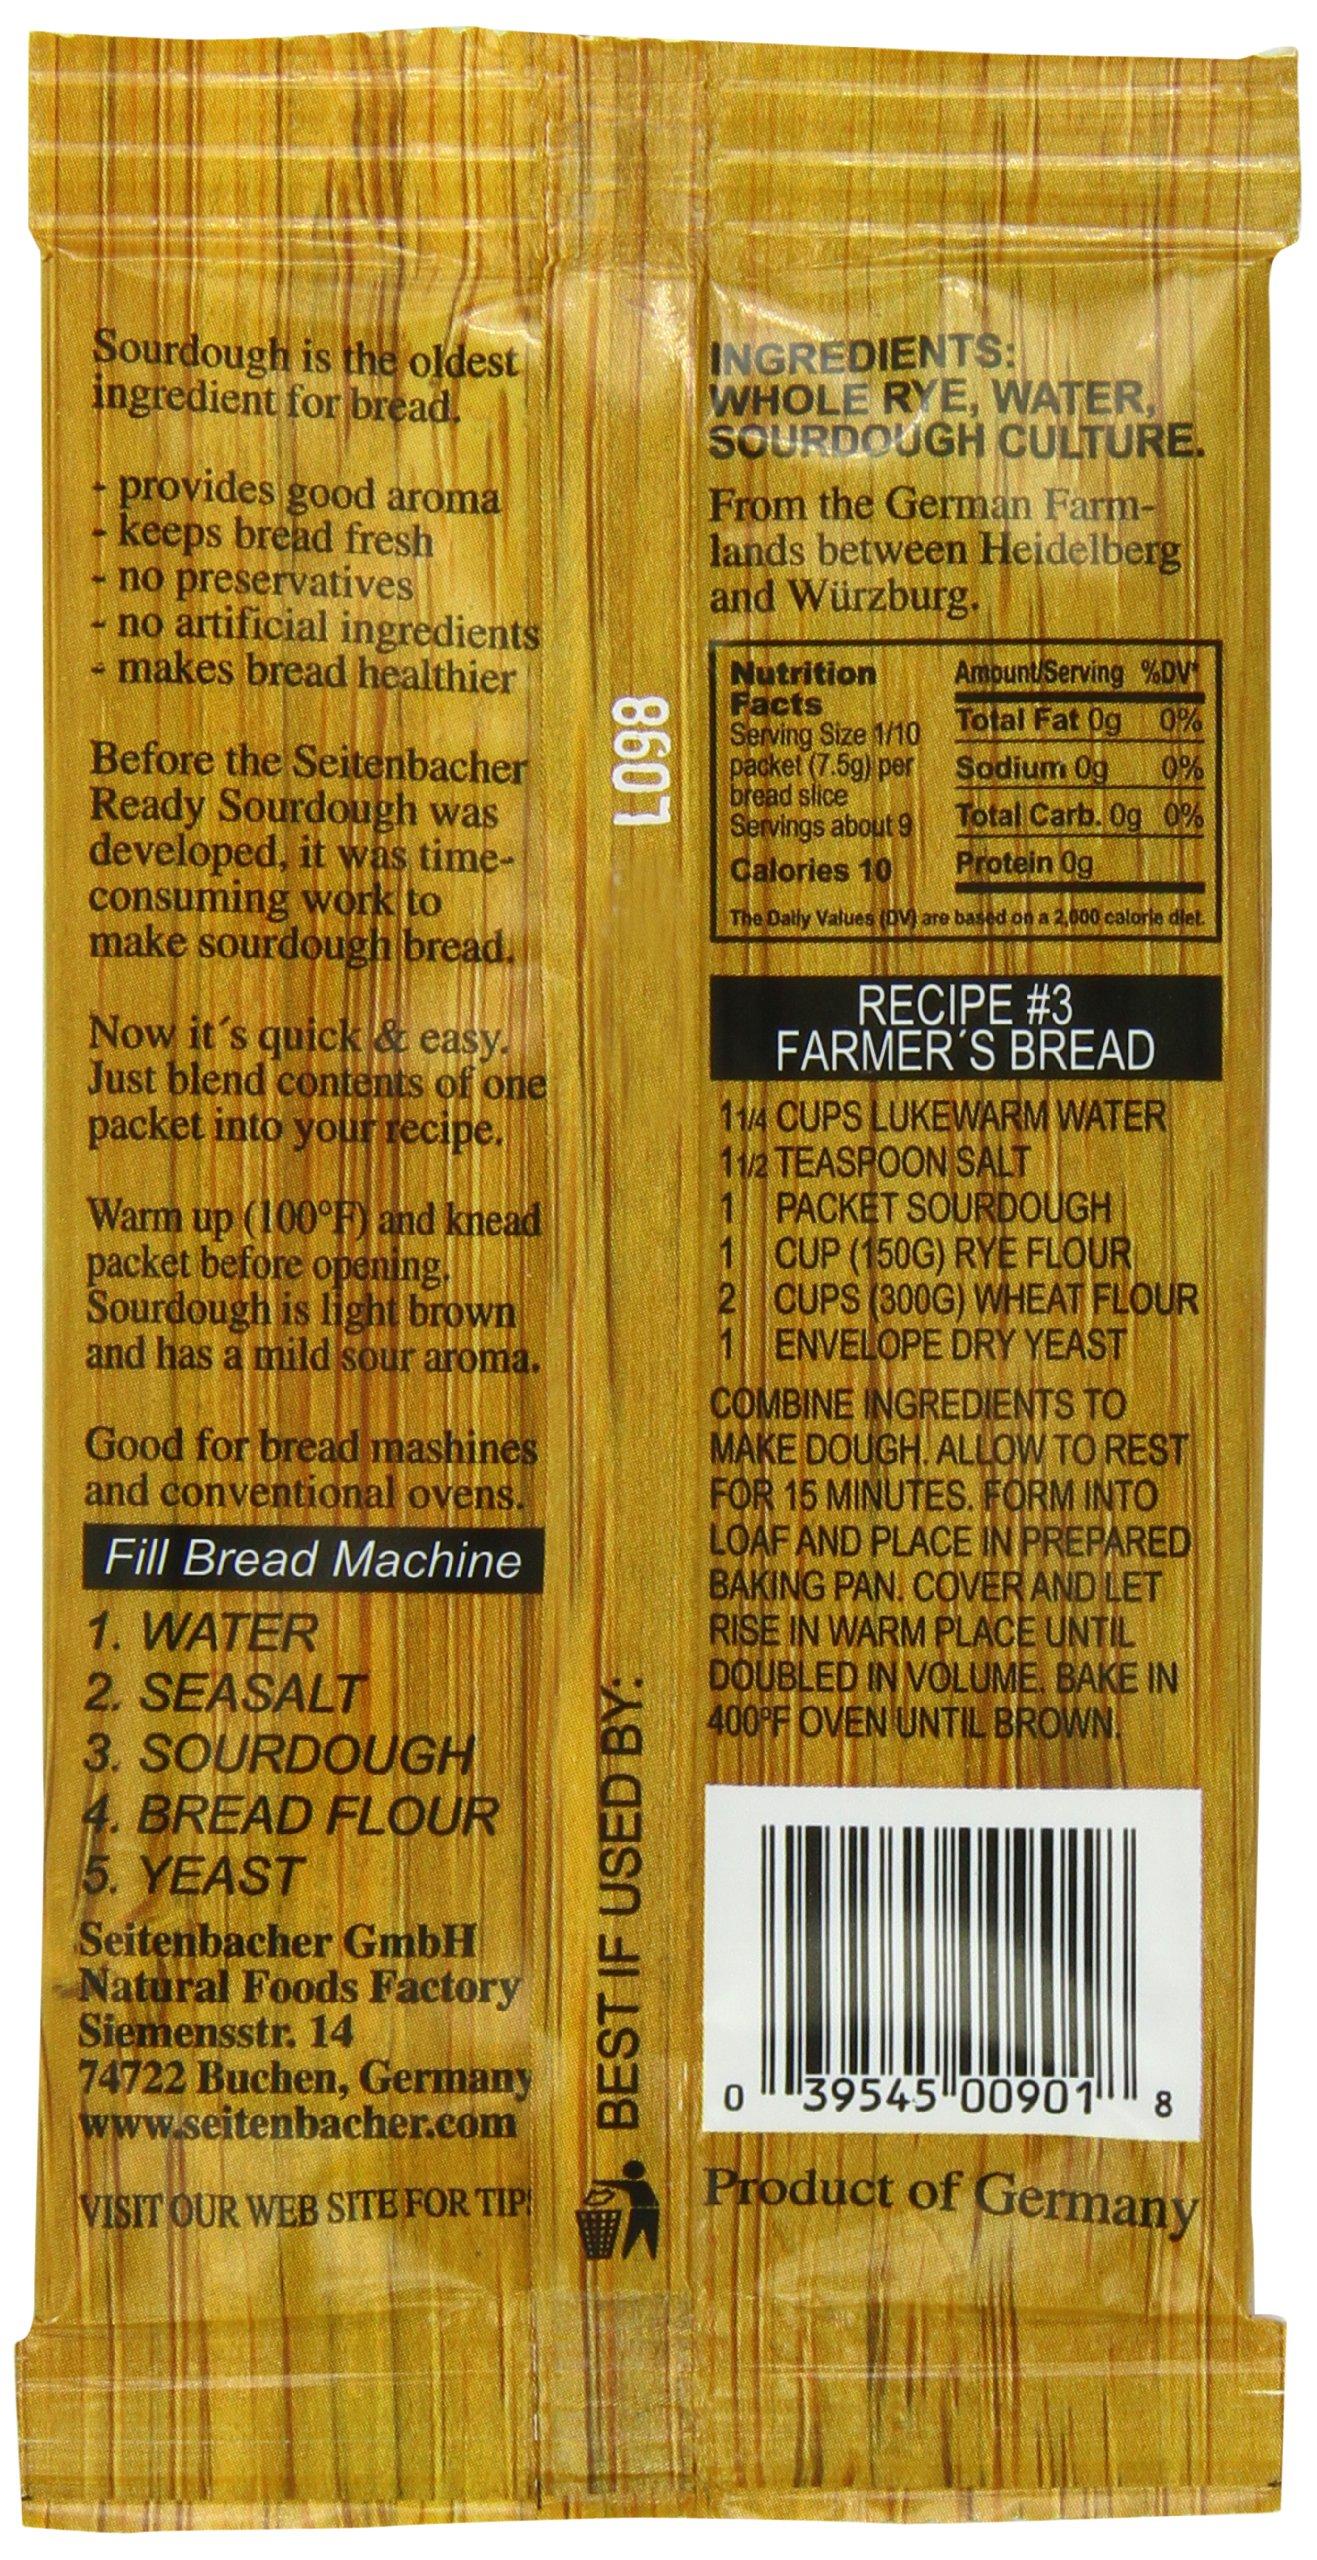 Sourdough is the oldest
ingredient for bread.
- provides good aroma
- keeps bread fresh
- no preservatives
- no artificial ingredients
- makes bread healthier
Before the Seitenbacher
Ready Sourdough was
developed, it was time-
consuming work to
make sourdough bread.
Now it´s quick & easy.
Just blend contents of one
packet into your recipe.
Warm up (100°F) and knead
packet before opening.
Sourdough is light brown
and has a mild sour aroma.
Good for bread mashines
and conventional ovens.
Fill Bread Machine
1. WATER
2. SEASALT
3. SOURDOUGH
4. BREAD FLOUR
5. YEAST
Seitenbacher GmbH
Natural Foods Factory
Siemensstr. 14
74722 Buchen, Germany
www.seitenbacher.com
VISIT OUR WEB SITE FOR TIP
L098
BEST IF USED BY:
INGREDIENTS:
WHOLE RYE, WATER,
SOURDOUGH CULTURE.
From the German Farm-
lands between Heidelberg
and Würzburg.
Nutrition
Facts
Serving Size 1/10
packet (7.5g) per
bread slice
Servings about 9
Calories 10
Amount/Serving %DV*
Total Fat 0g 0%
Sodium 0g 0%
Total Carb. 0g 0%
Protein 0g
The Daily Values (DV) are based on a 2,000 calorie diet.
RECIPE #3
FARMER´S BREAD
1 1/4 CUPS LUKEWARM WATER
1 1/2 TEASPOON SALT
1 PACKET SOURDOUGH
1 CUP (150G) RYE FLOUR
2 CUPS (300G) WHEAT FLOUR
1 ENVELOPE DRY YEAST
COMBINE INGREDIENTS TO
MAKE DOUGH. ALLOW TO REST
FOR 15 MINUTES. FORM INTO
LOAF AND PLACE IN PREPARED
BAKING PAN. COVER AND LET
RISE IN WARM PLACE UNTIL
DOUBLED IN VOLUME. BAKE IN
400°F OVEN UNTIL BROWN.
0 39545 00901 8
Product of Germany